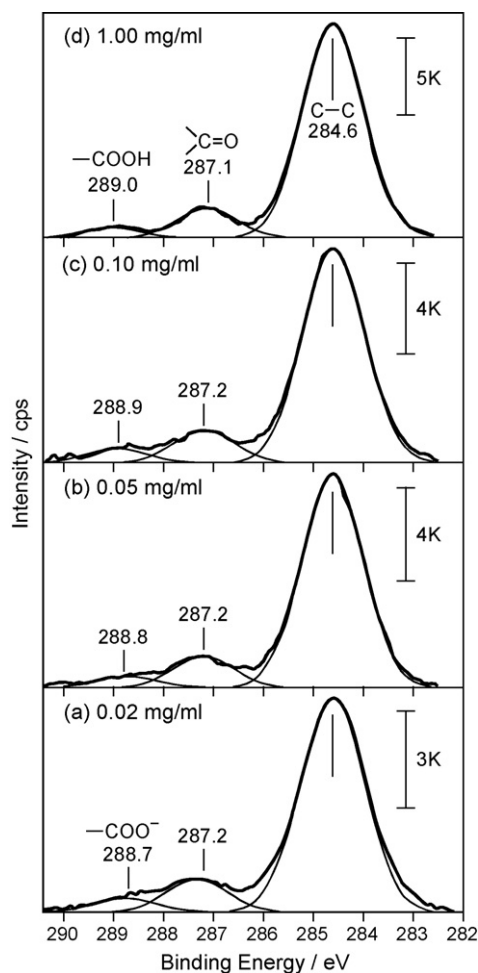 (d) 1.00 mg/ml
5K
C–C
284.6
C=O
287.1
—COOH
289.0
(c) 0.10 mg/ml
4K
287.2
288.9
(b) 0.05 mg/ml
4K
287.2
288.8
(a) 0.02 mg/ml
3K
287.2
—COO⁻
288.7
290 289 288 287 286 285 284 283 282
Binding Energy / eV
Intensity / cps